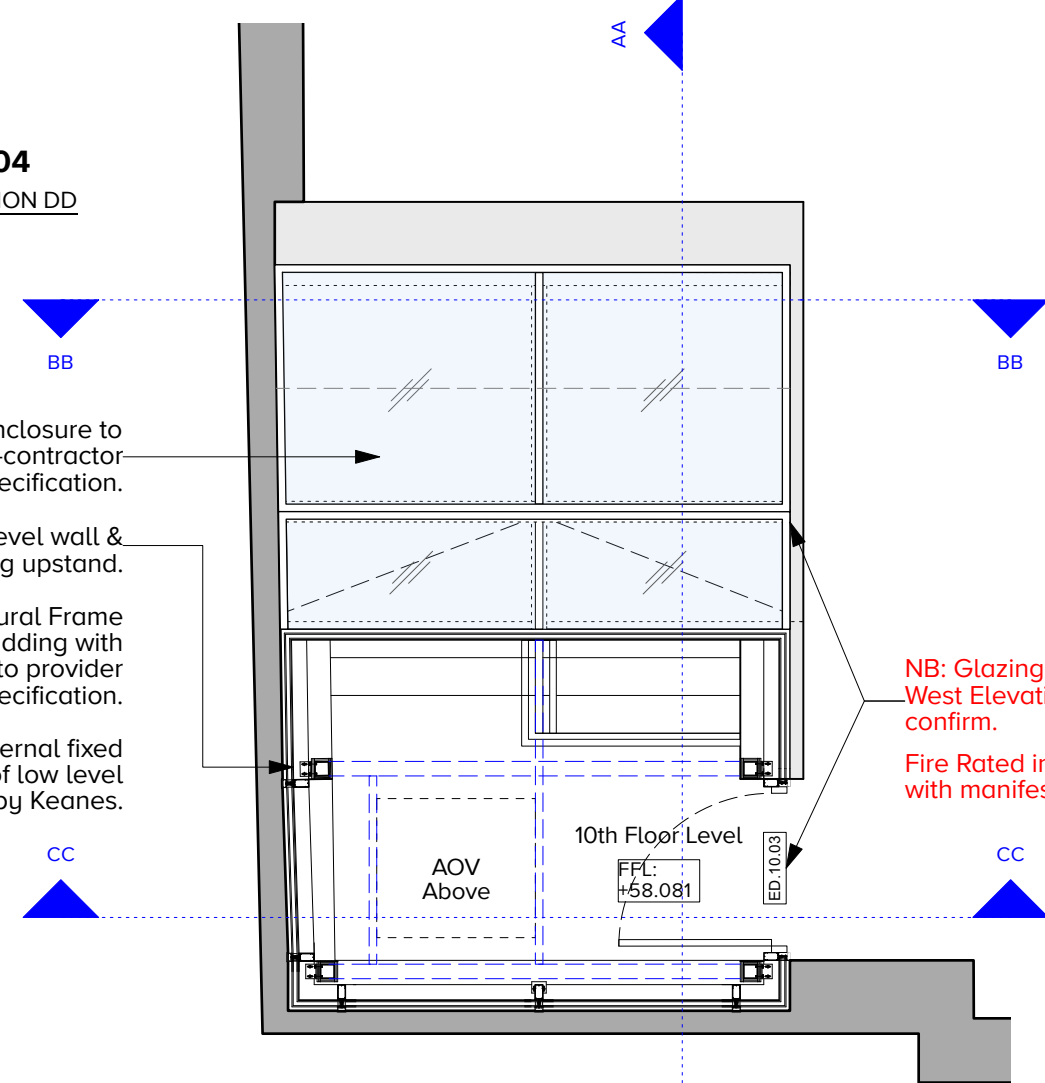 AA
04
ION DD
BB
BB
nclosure to
-contractor
ecification.
evel wall &
g upstand.
ural Frame
dding with
to provider
ecification.
ernal fixed
of low level
by Keanes.
NB: Glazing
West Elevati
confirm.
Fire Rated in
with manifes
10th Floor Level
FFL:
+58.081
ED.10.03
AOV
Above
CC
CC